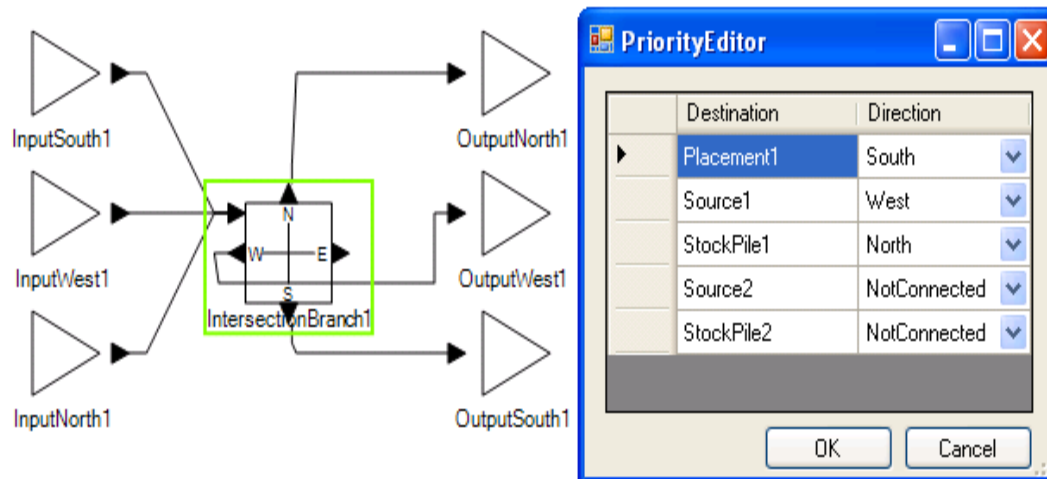 InputSouth1
OutputNorth1
InputWest1
N
W E
S
IntersectionBranch1
OutputWest1
InputNorth1
OutputSouth1
PriorityEditor
Destination Direction
Placement1 South
Source1 West
StockPile1 North
Source2 NotConnected
StockPile2 NotConnected
OK Cancel